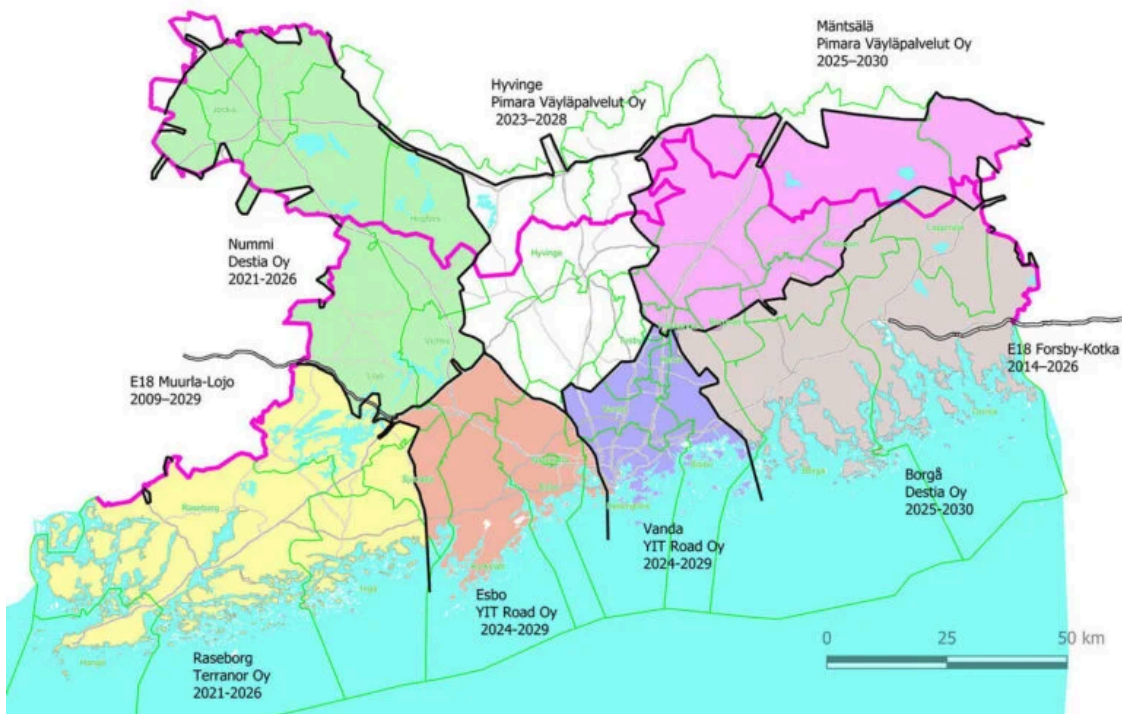 Mäntsälä
Pimara Väyläpalvelut Oy
2025–2030
Hyvinge
Pimara Väyläpalvelut Oy
2023–2028
Nummi
Destia Oy
2021-2026
Hyvinge
E18 Muurla-Lojo
2009–2029
E18 Forsby-Kotka
2014–2026
Raseborg
Borgå
Destia Oy
2025-2030
Vanda
YIT Road Oy
2024-2029
Esbo
YIT Road Oy
2024-2029
Raseborg
Terranor Oy
2021-2026
0 25 50 km